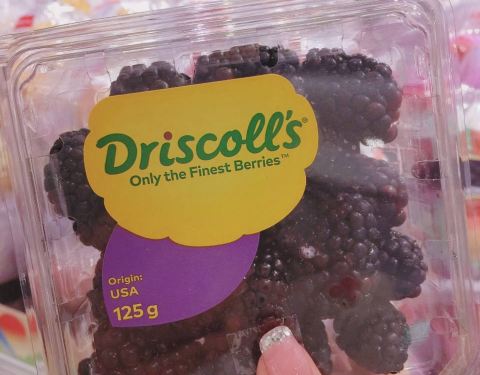 Driscoll's®
Only the Finest Berries™
Origin:
USA
125 g